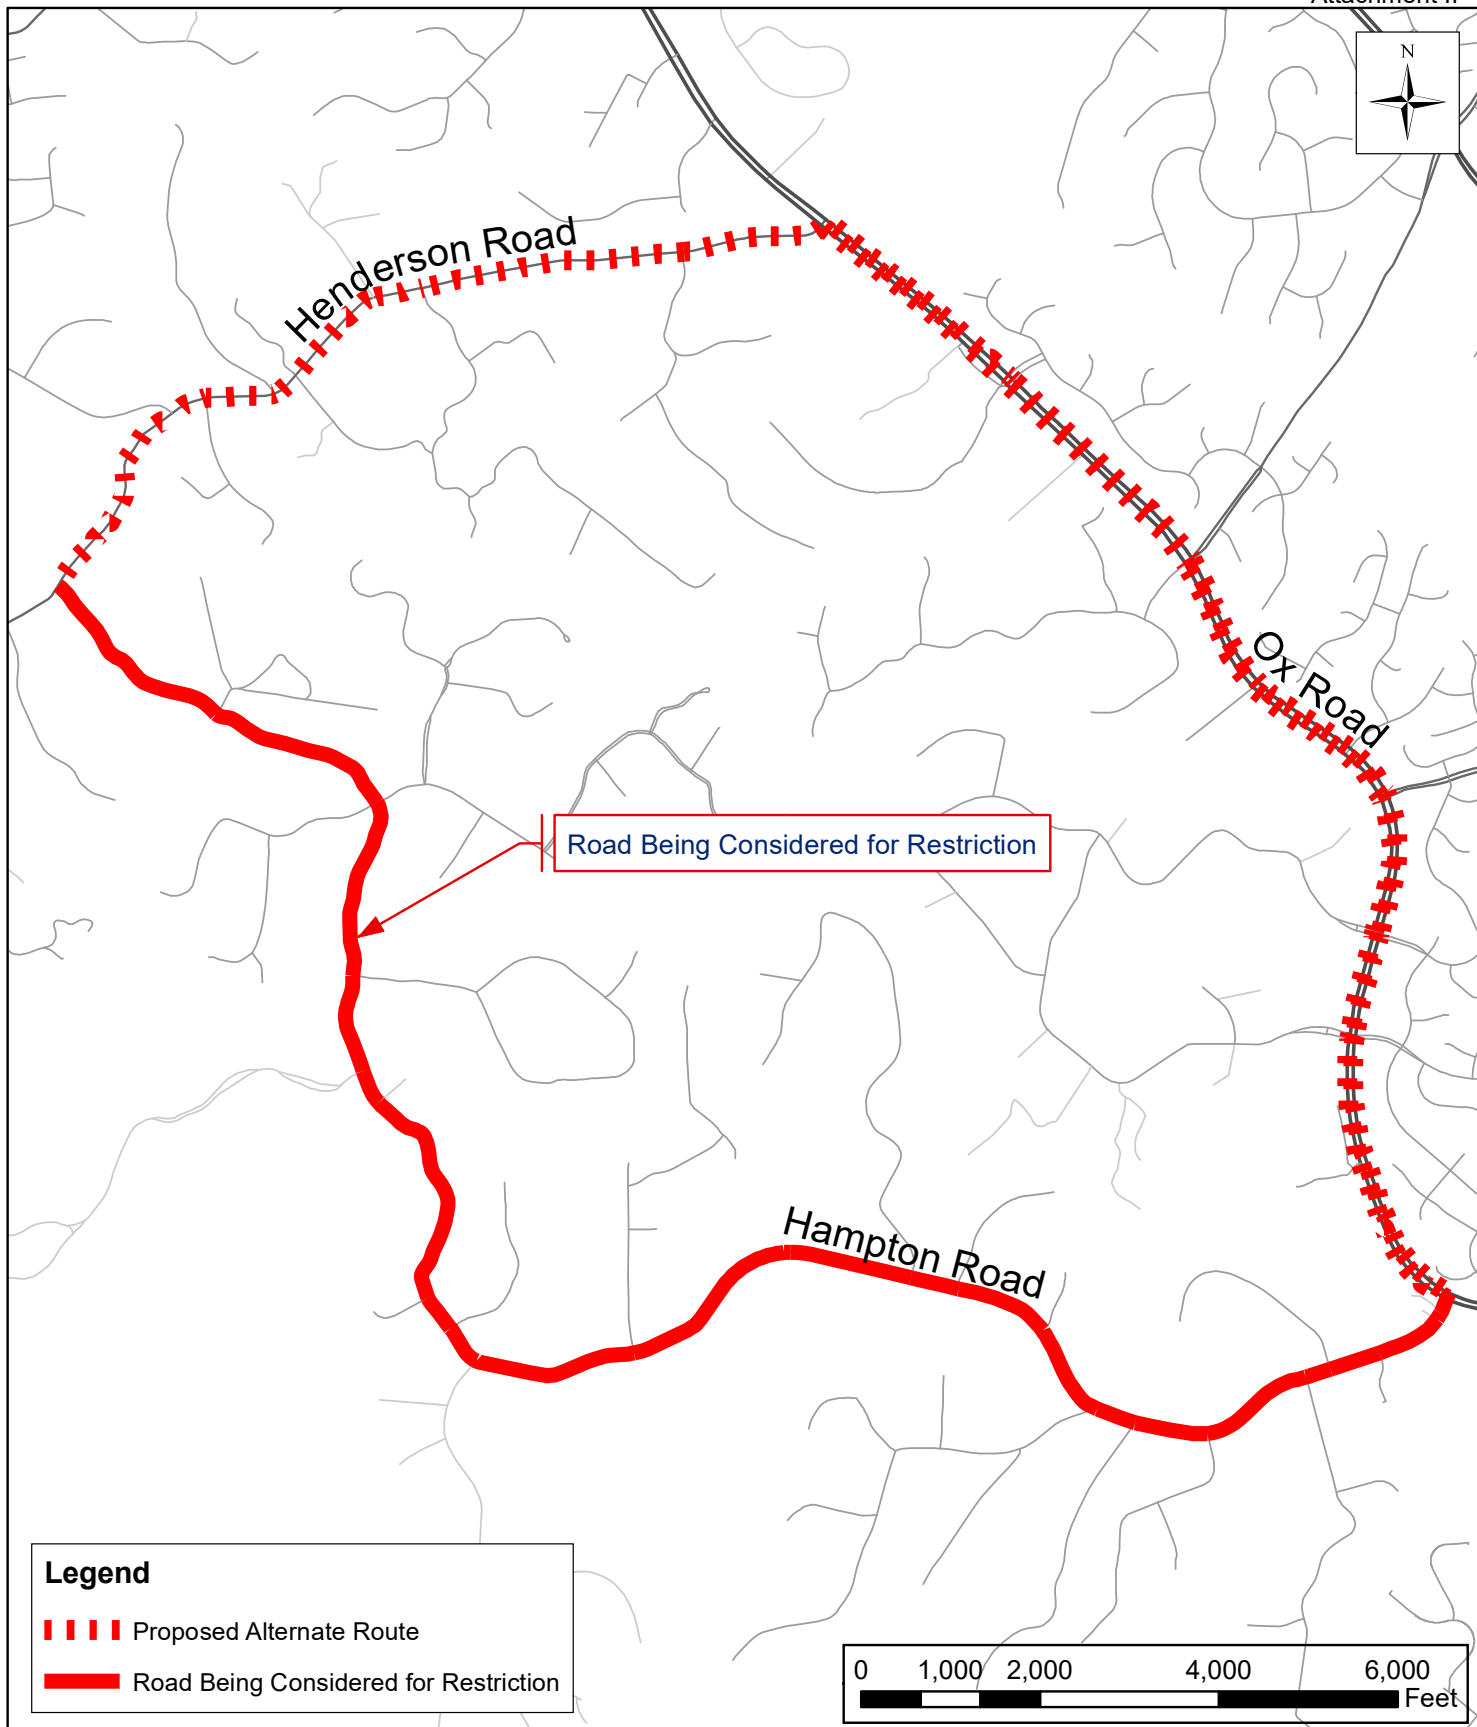 N
Henderson Road
Ox Road
Road Being Considered for Restriction
Hampton Road
Legend
Proposed Alternate Route
Road Being Considered for Restriction
0 1,000 2,000 4,000 6,000
Feet